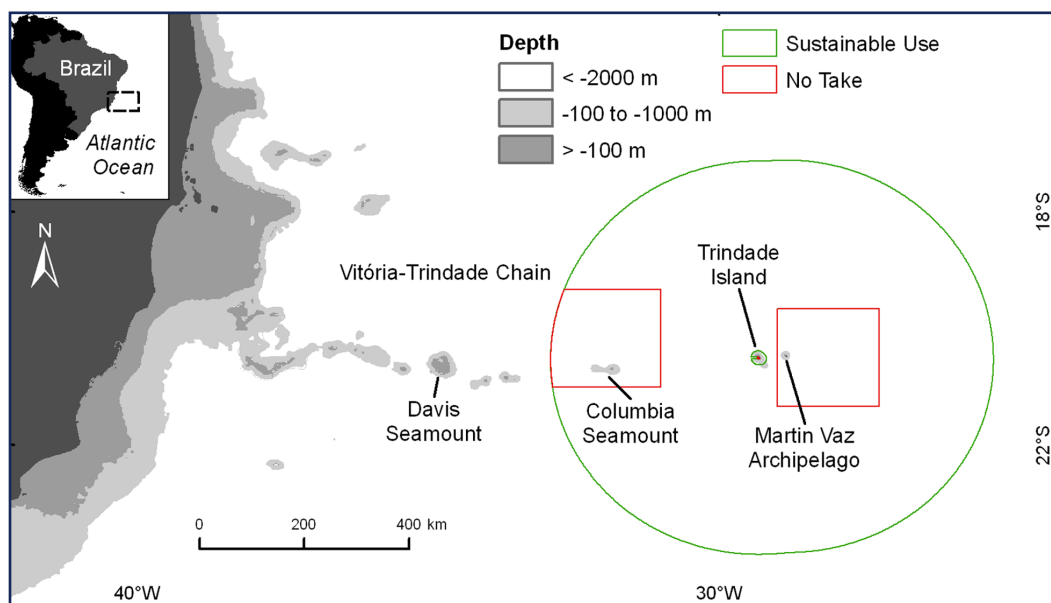 Brazil
Atlantic
Ocean
Depth
< -2000 m
-100 to -1000 m
> -100 m
Sustainable Use
No Take
N
18°S
Vitória-Trindade Chain
Trindade
Island
Davis
Seamount
Columbia
Seamount
Martin Vaz
Archipelago
22°S
0
200
400 km
40°W
30°W